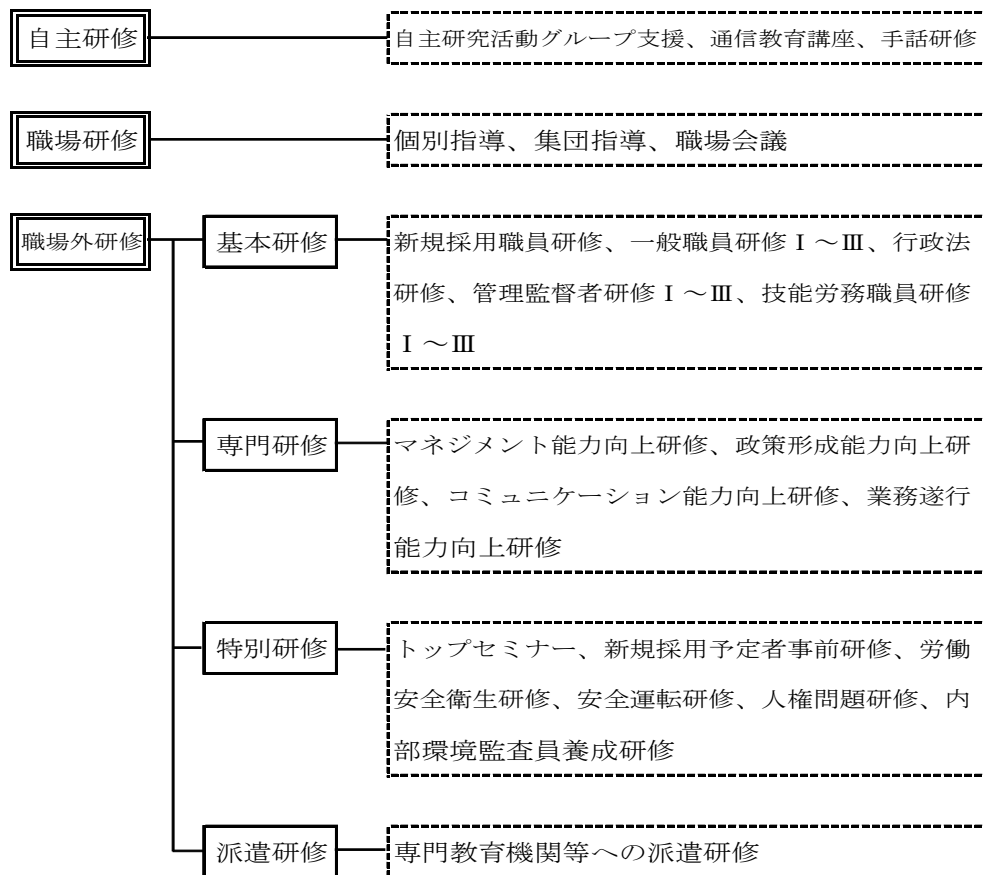 自主研修
自主研究活動グループ支援、通信教育講座、手話研修
職場研修
個別指導、集団指導、職場会議
職場外研修
基本研修
新規採用職員研修、一般職員研修Ⅰ～Ⅲ、行政法
研修、管理監督者研修Ⅰ～Ⅲ、技能労務職員研修
Ⅰ～Ⅲ
専門研修
マネジメント能力向上研修、政策形成能力向上研
修、コミュニケーション能力向上研修、業務遂行
能力向上研修
特別研修
トップセミナー、新規採用予定者事前研修、労働
安全衛生研修、安全運転研修、人権問題研修、内
部環境監査員養成研修
派遣研修
専門教育機関等への派遣研修